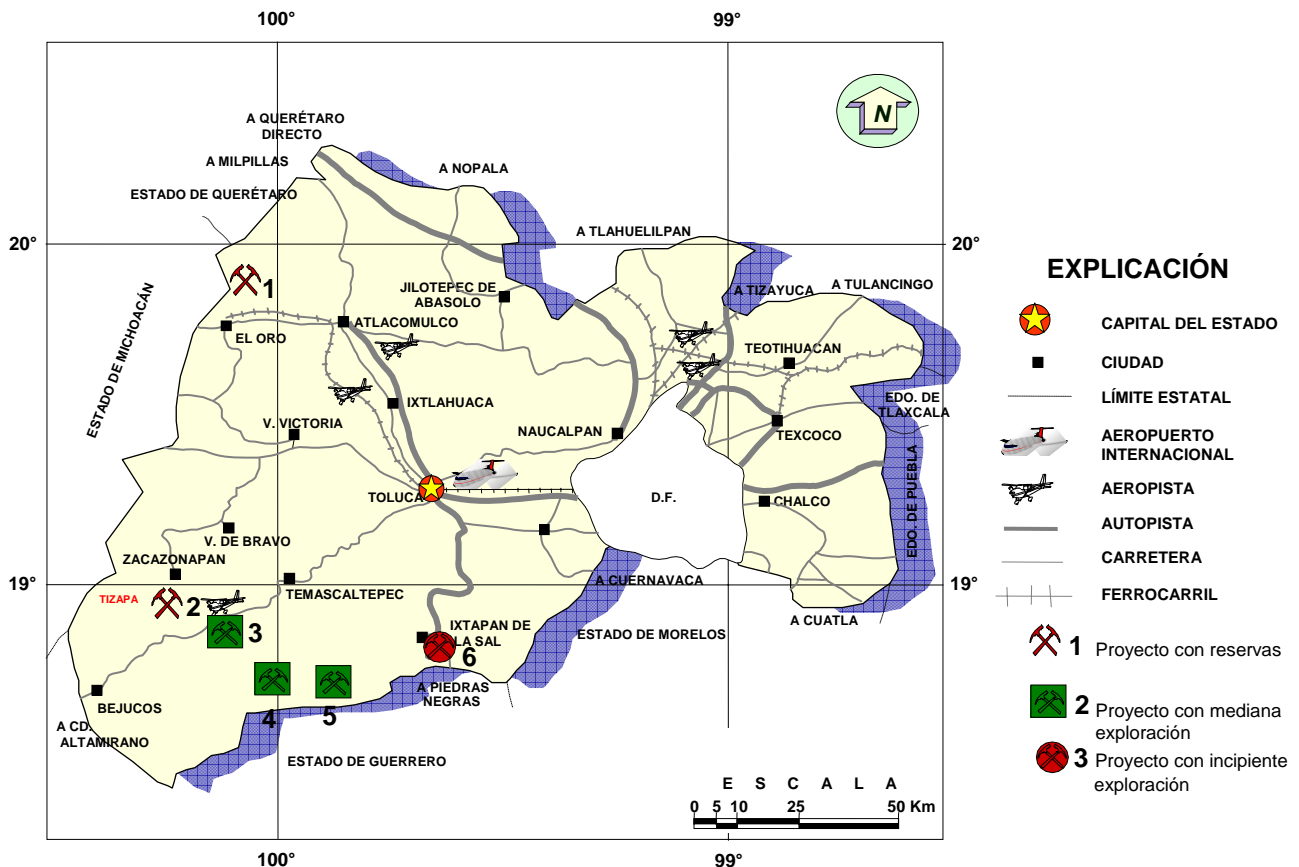 100°
99°
A QUERÉTARO
DIRECTO
N
A MILPILLAS
A NOPALA
ESTADO DE QUERÉTARO
A TLAHUELILPAN
20°
20°
1
JILOTEPEC DE
ABASOLO
A TIZAYUCA
A TULANCINGO
ESTADO DE MICHOACÁN
EL ORO
ATLACOMULCO
TEOTIHUACAN
IXTLAHUACA
EDO. DE
TLAXCALA
V. VICTORIA
NAUCALPAN
TEXCOCO
TOLUCA
D.F.
CHALCO
EDO. DE PUEBLA
V. DE BRAVO
ZACAZONAPAN
19°
19°
TEMASCALTEPEC
A CUERNAVACA
TIZAPA
2
A CUATLA
3
IXTAPAN DE
LA SAL
ESTADO DE MORELOS
6
BEJUCOS
4
5
A PIEDRAS
NEGRAS
A CD.
ALTAMIRANO
ESTADO DE GUERRERO
E S C A L A
0 5 10 25 50 Km
100°
99°
EXPLICACIÓN
CAPITAL DEL ESTADO
CIUDAD
LÍMITE ESTATAL
AEROPUERTO
INTERNACIONAL
AEROPISTA
AUTOPISTA
CARRETERA
FERROCARRIL
1 Proyecto con reservas
2 Proyecto con mediana
exploración
3 Proyecto con incipiente
exploración